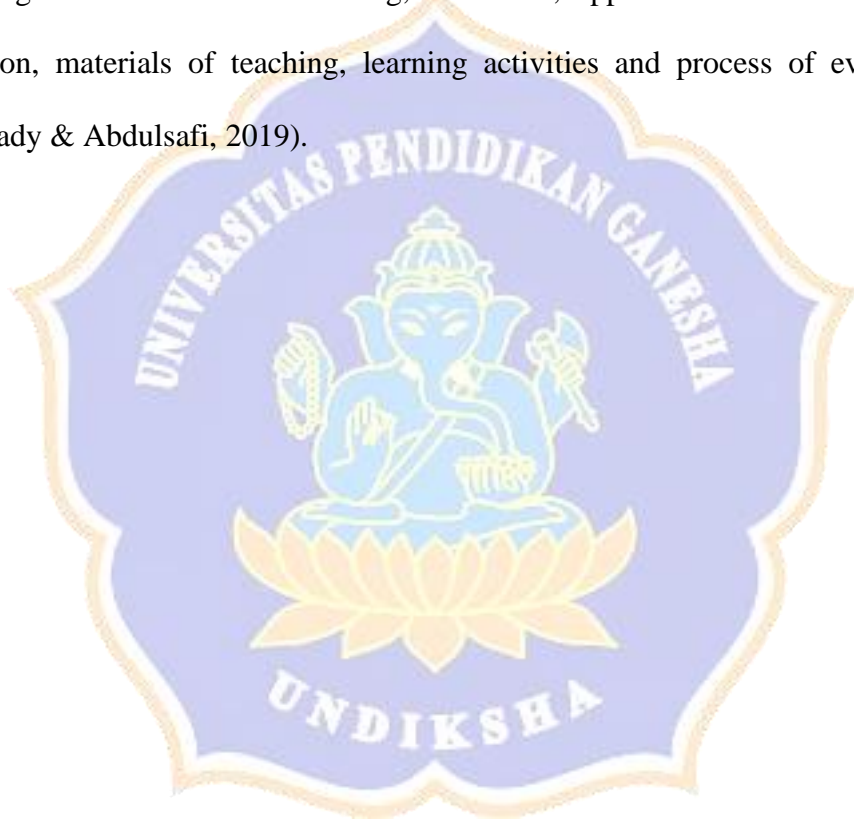 on, materials of teaching, learning activities and process of ev
ady & Abdulsafi, 2019).
UNIVERSITAS PENDIDIKAN GANESHA
UNDIKSHA